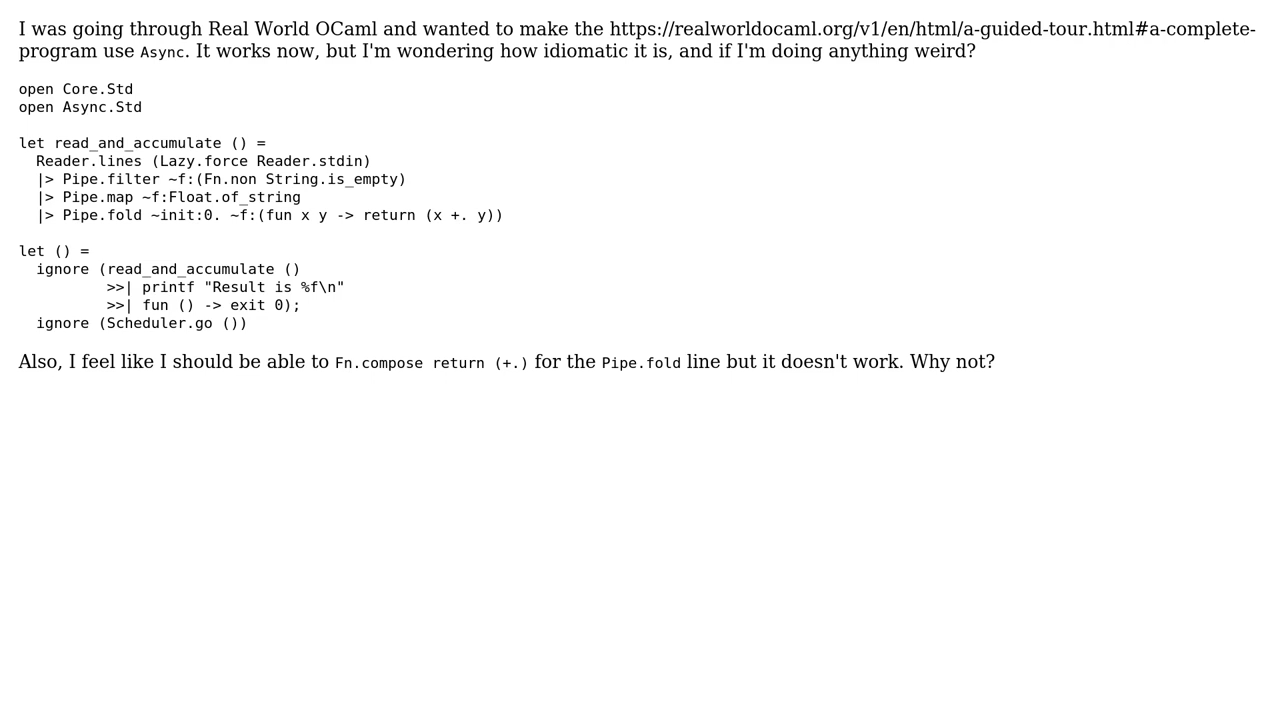 I was going through Real World OCaml and wanted to make the https://realworldocaml.org/v1/en/html/a-guided-tour.html#a-complete-
program use Async. It works now, but I'm wondering how idiomatic it is, and if I'm doing anything weird?
open Core.Std
open Async.Std
let read_and_accumulate () =
  Reader.lines (Lazy.force Reader.stdin)
  |> Pipe.filter ~f:(Fn.non String.is_empty)
  |> Pipe.map ~f:Float.of_string
  |> Pipe.fold ~init:0. ~f:(fun x y -> return (x +. y))
let () =
  ignore (read_and_accumulate ()
          >>| printf "Result is %f\n"
          >>| fun () -> exit 0);
  ignore (Scheduler.go ())
Also, I feel like I should be able to Fn.compose return (+.) for the Pipe.fold line but it doesn't work. Why not?